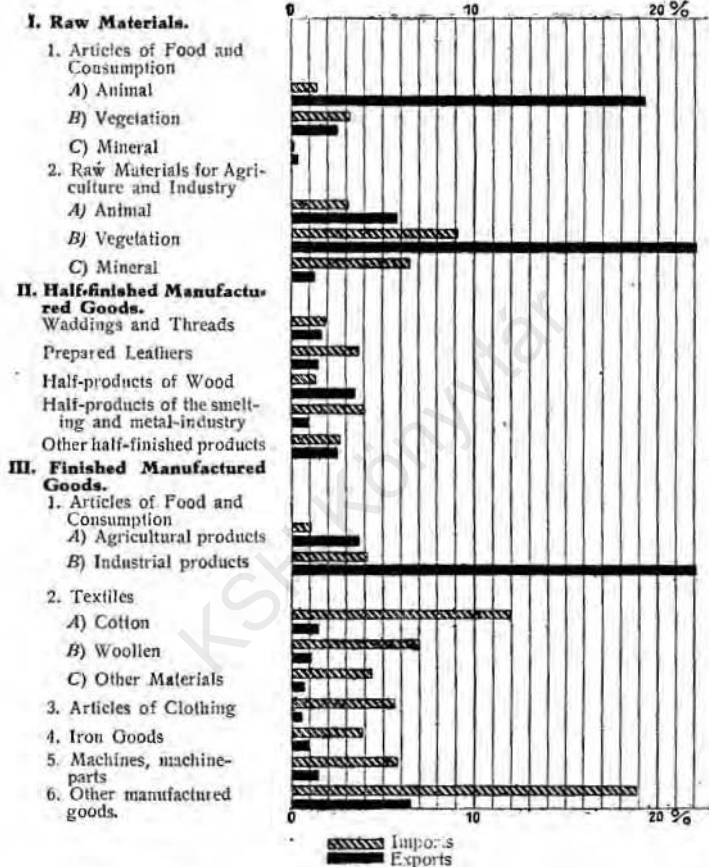 0 10 20 %
I. Raw Materials.
1. Articles of Food and
Consumption
A) Animal
B) Vegetation
C) Mineral
2. Raw Materials for Agri-
culture and Industry
A) Animal
B) Vegetation
C) Mineral
II. Half-finished Manufactu-
red Goods.
Waddings and Threads
Prepared Leathers
Half-products of Wood
Half-products of the smelt-
ing and metal-industry
Other half-finished products
III. Finished Manufactured
Goods.
1. Articles of Food and
Consumption
A) Agricultural products
B) Industrial products
2. Textiles
A) Cotton
B) Woollen
C) Other Materials
3. Articles of Clothing
4. Iron Goods
5. Machines, machine-
parts
6. Other manufactured
goods.
0 10 20 %
Imports
Exports
KSH Könyvtár